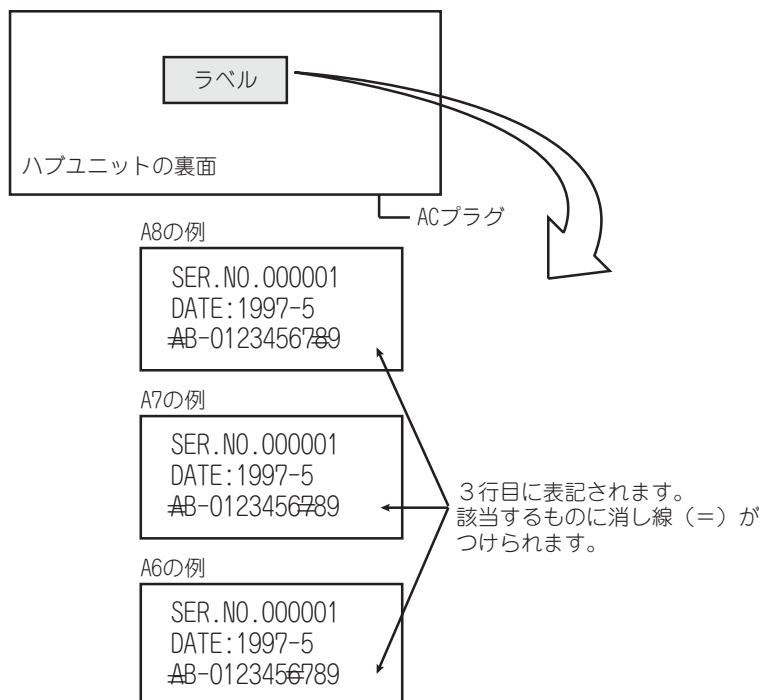 ラベル
ハブユニットの裏面
ACプラグ
A8の例
SER.NO.000001
DATE:1997-5
AB-0123456789
A7の例
SER.NO.000001
DATE:1997-5
AB-0123456789
3行目に表記されます。
該当するものに消し線（＝）が
つけられます。
A6の例
SER.NO.000001
DATE:1997-5
AB-0123456789